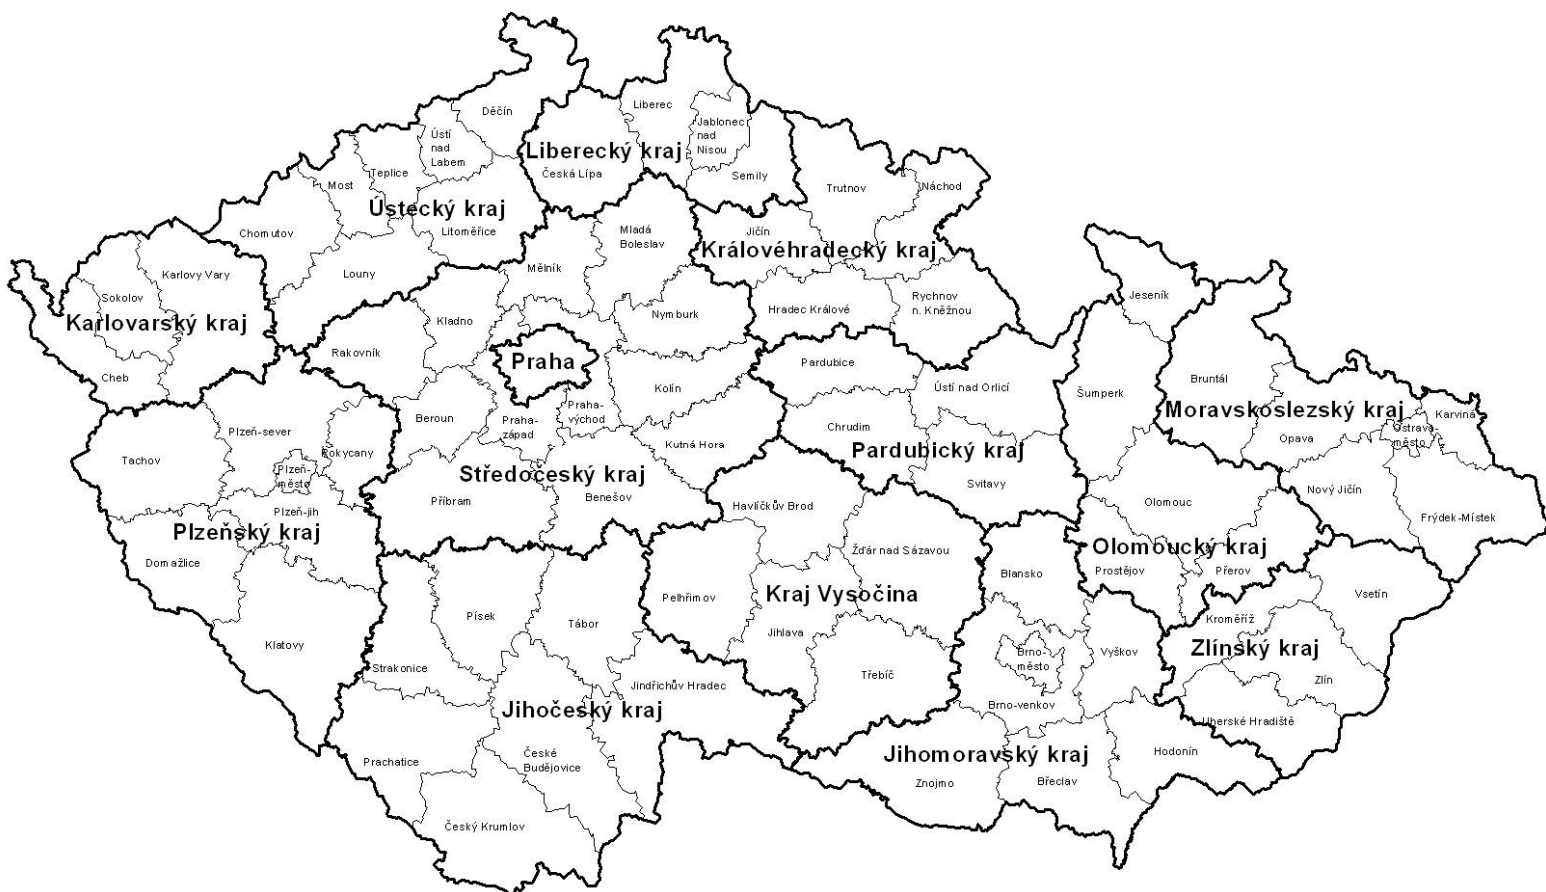 Děčín
Liberec
Ústí
nad
Labem
Jablonec
nad
Nisou
Liberecký kraj
Teplice
Česká Lípa
Semily
Most
Trutnov
Náchod
Ústecký kraj
Chomutov
Litoměřice
Mladá
Boleslav
Jičín
Královéhradecký kraj
Karlovy Vary
Louny
Mělník
Sokolov
Jeseník
Rychnov
n. Kněžnou
Hradec Králové
Nymburk
Karlovarský kraj
Kladno
Rakovník
Praha
Pardubice
Cheb
Kolín
Ústí nad Orlicí
Šumperk
Bruntál
Moravskoslezský kraj
Karviná
Ostrava-
město
Beroun
Praha-
západ
Praha-
východ
Chrudim
Plzeň-sever
Kutná Hora
Opava
Pardubický kraj
Rokycany
Tachov
Plzeň-
město
Středočeský kraj
Příbram
Benešov
Svitavy
Nový Jičín
Havlíčkův Brod
Olomouc
Plzeň-jih
Frýdek-Místek
Plzeňský kraj
Olomoucký kraj
Žďár nad Sázavou
Domažlice
Prostějov
Přerov
Blansko
Kraj Vysočina
Pelhřimov
Vsetín
Písek
Tábor
Kroměříž
Klatovy
Jihlava
Zlínský kraj
Brno-
město
Vyškov
Strakonice
Třebíč
Zlín
Jindřichův Hradec
Jihočeský kraj
Brno-venkov
Uherské Hradiště
České
Budějovice
Jihomoravský kraj
Hodonín
Prachatice
Znojmo
Břeclav
Český Krumlov